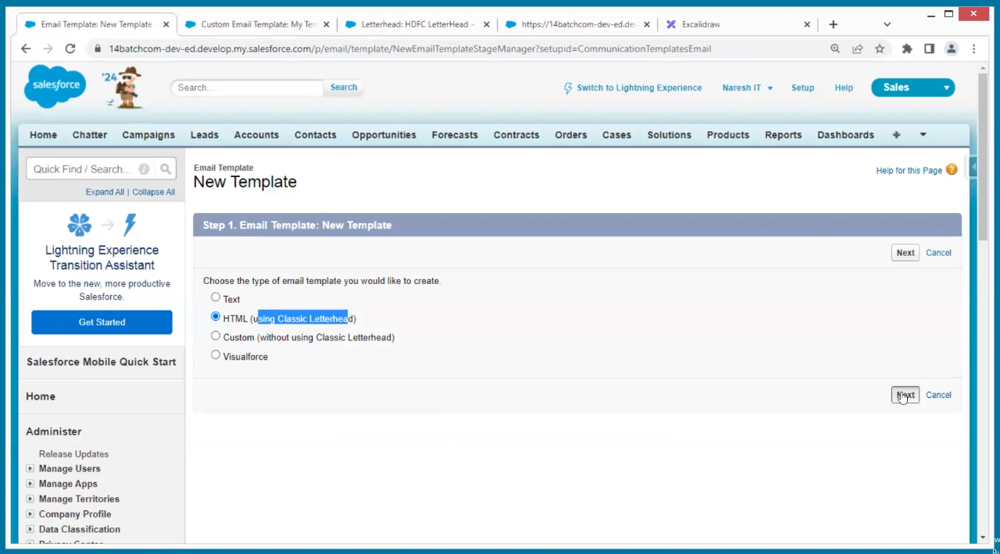 Email Template: New Template
Custom Email Template: My Ten
Letterhead: HDFC LetterHead ~
https://14batchcom-dev-ed.de
Excalidraw
14batchcom-dev-ed.develop.my.salesforce.com/p/email/template/NewEmailTemplateStageManager?setupid=CommunicationTemplatesEmail
salesforce
'24
Search...
Search
Switch to Lightning Experience
Naresh IT
Setup
Help
Sales
Home Chatter Campaigns Leads Accounts Contacts Opportunities Forecasts Contracts Orders Cases Solutions Products Reports Dashboards
Quick Find / Search...
Expand All | Collapse All
Lightning Experience
Transition Assistant
Move to the new, more productive
Salesforce.
Get Started
Salesforce Mobile Quick Start
Home
Administer
Release Updates
Manage Users
Manage Apps
Manage Territories
Company Profile
Data Classification
Email Template
New Template
Help for this Page
Step 1. Email Template: New Template
Next Cancel
Choose the type of email template you would like to create.
Text
HTML (using Classic Letterhead)
Custom (without using Classic Letterhead)
Visualforce
Next Cancel